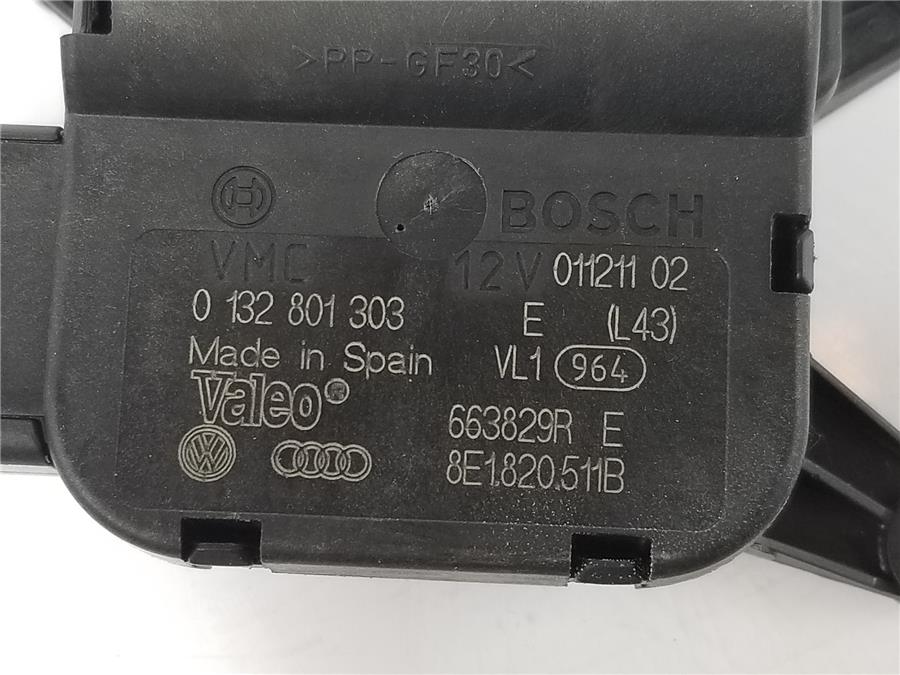 >PP-GF30<
BOSCH
VMC 12V 011211 02
0 132 801 303 E (L43)
Made in Spain VL1 964
Valeo
663829R E
8E1.820.511B